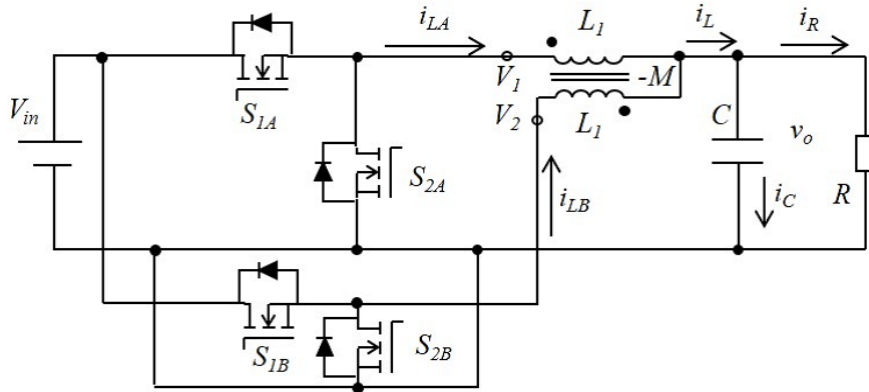 i_LA
L_1
i_L
i_R
V_in
S_1A
V_1
-M
V_2
L_1
C
v_o
S_2A
i_LB
i_C
R
S_1B
S_2B